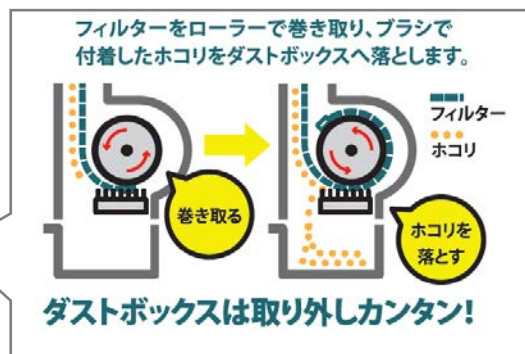 フィルターをローラーで巻き取り、ブラシで
付着したホコリをダストボックスへ落とします。
フィルター
ホコリ
巻き取る
ホコリを
落とす
ダストボックスは取り外しカンタン!